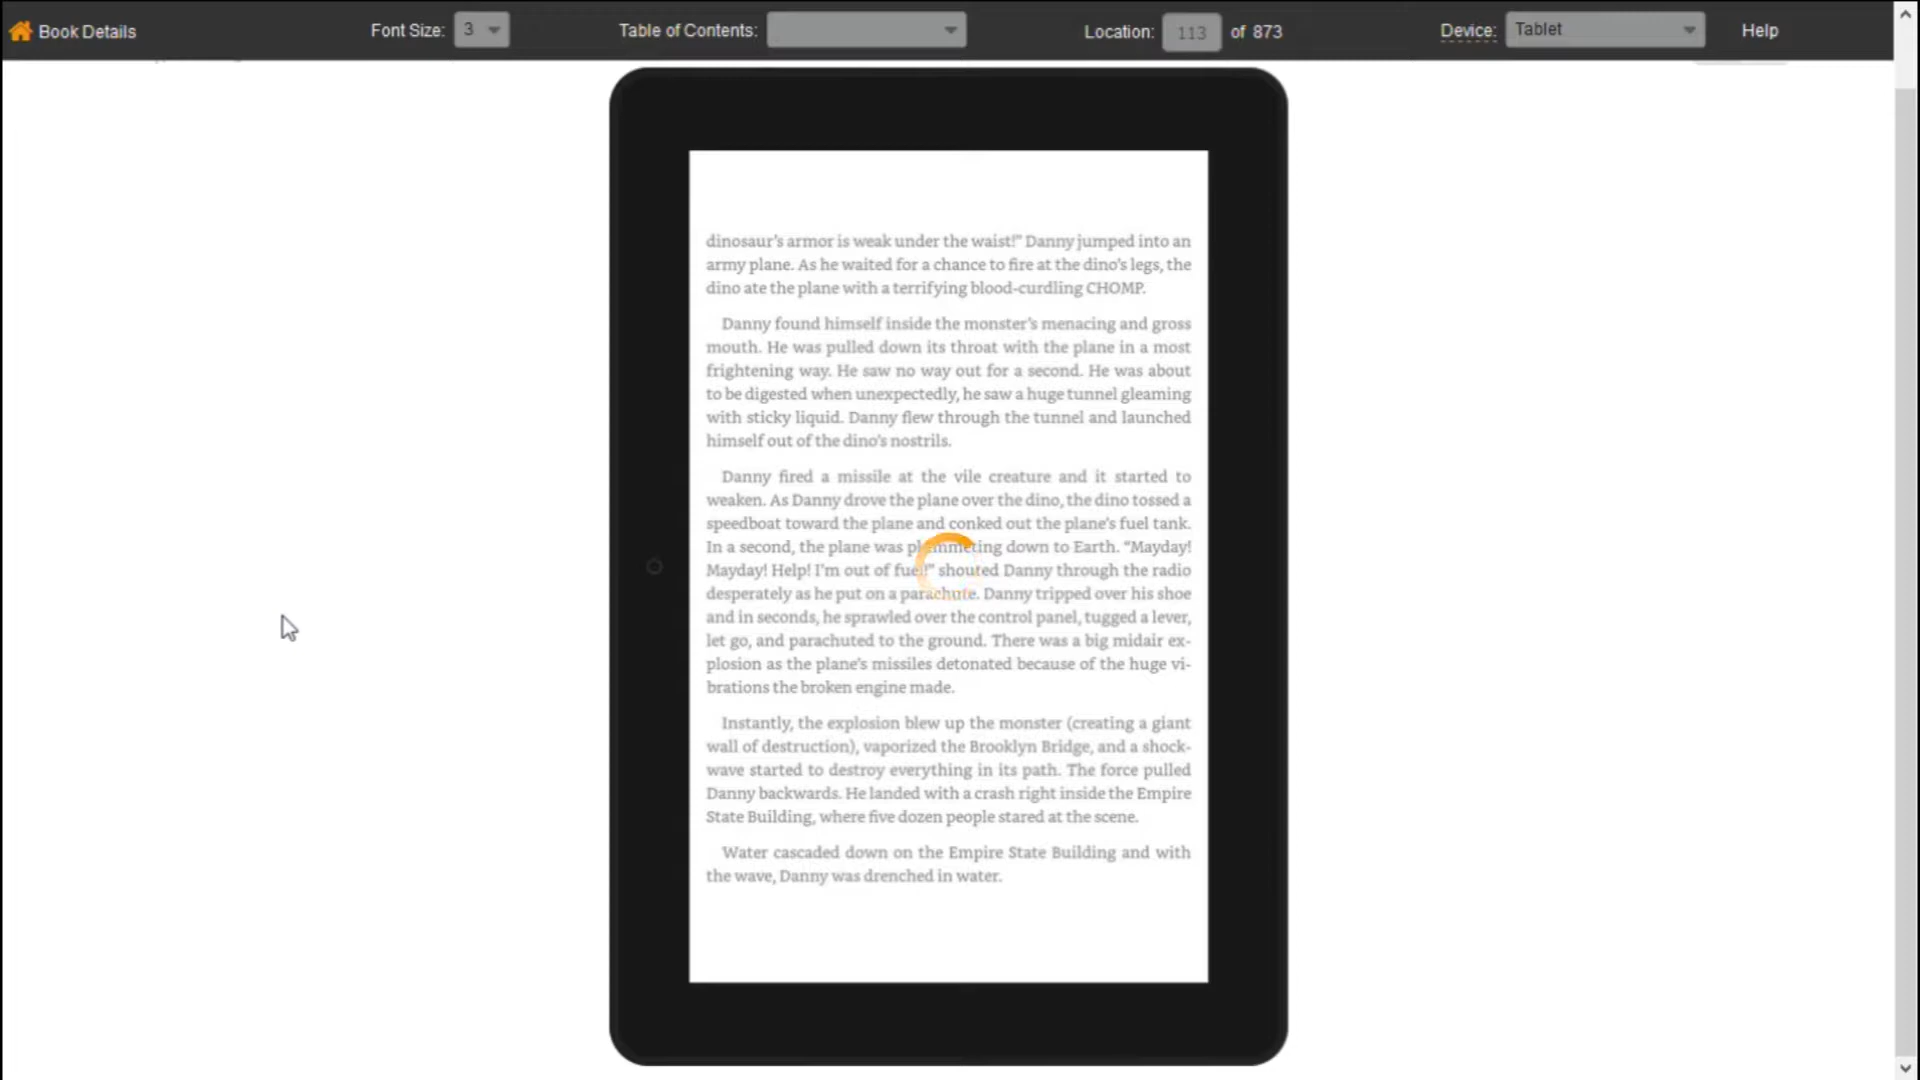 Book Details Font Size: 3 Table of Contents: Location: 113 of 873 Device: Tablet Help
dinosaur's armor is weak under the waist!" Danny jumped into an
army plane. As he waited for a chance to fire at the dino's legs, the
dino ate the plane with a terrifying blood-curdling CHOMP.
Danny found himself inside the monster's menacing and gross
mouth. He was pulled down its throat with the plane in a most
frightening way. He saw no way out for a second. He was about
to be digested when unexpectedly, he saw a huge tunnel gleaming
with sticky liquid. Danny flew through the tunnel and launched
himself out of the dino's nostrils.
Danny fired a missile at the vile creature and it started to
weaken. As Danny drove the plane over the dino, the dino tossed a
speedboat toward the plane and conked out the plane's fuel tank.
In a second, the plane was plummeting down to Earth. “Mayday!
Mayday! Help! I'm out of fuel!” shouted Danny through the radio
desperately as he put on a parachute. Danny tripped over his shoe
and in seconds, he sprawled over the control panel, tugged a lever,
let go, and parachuted to the ground. There was a big midair ex-
plosion as the plane's missiles detonated because of the huge vi-
brations the broken engine made.
Instantly, the explosion blew up the monster (creating a giant
wall of destruction), vaporized the Brooklyn Bridge, and a shock-
wave started to destroy everything in its path. The force pulled
Danny backwards. He landed with a crash right inside the Empire
State Building, where five dozen people stared at the scene.
Water cascaded down on the Empire State Building and with
the wave, Danny was drenched in water.